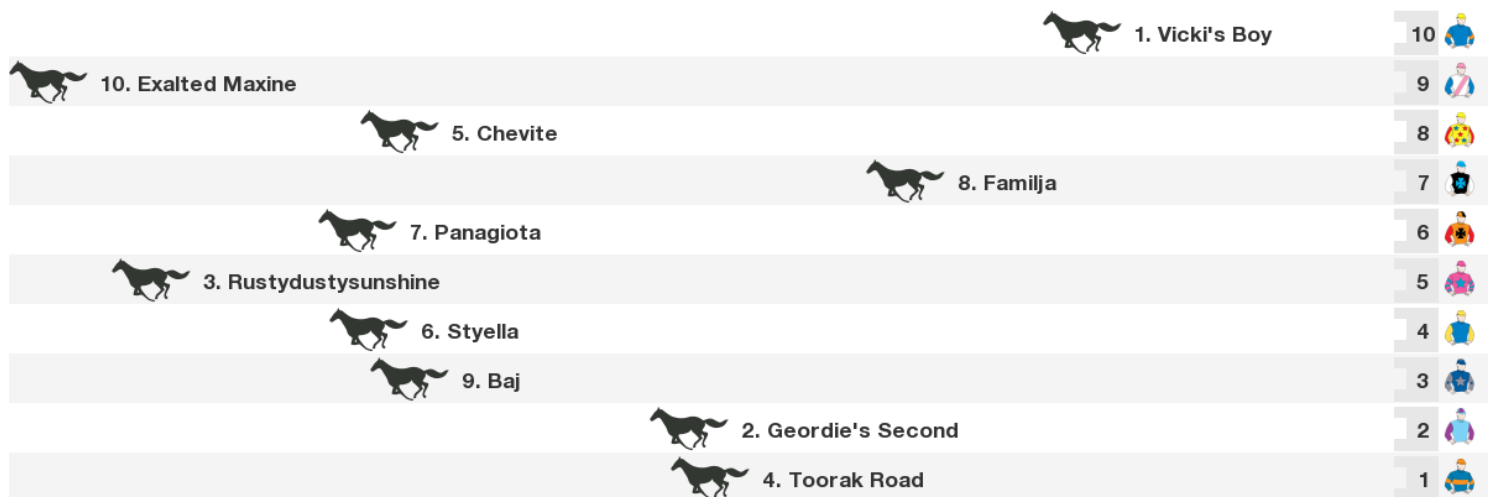 1. Vicki's Boy 10
10. Exalted Maxine 9
5. Chevite 8
8. Familja 7
7. Panagiota 6
3. Rustydustysunshine 5
6. Styella 4
9. Baj 3
2. Geordie's Second 2
4. Toorak Road 1